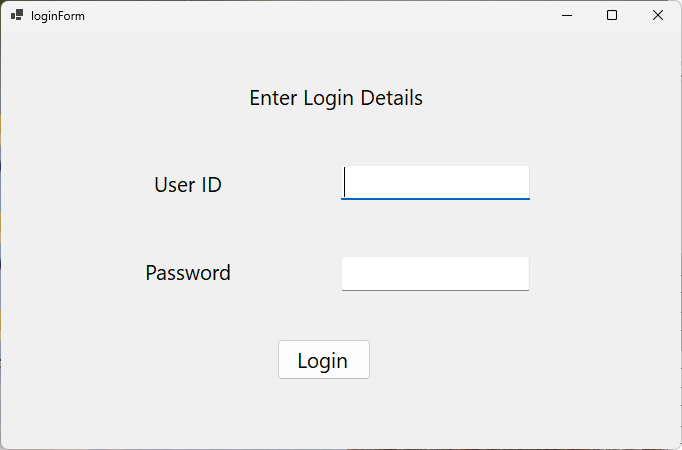 loginForm
Enter Login Details
User ID
Password
Login